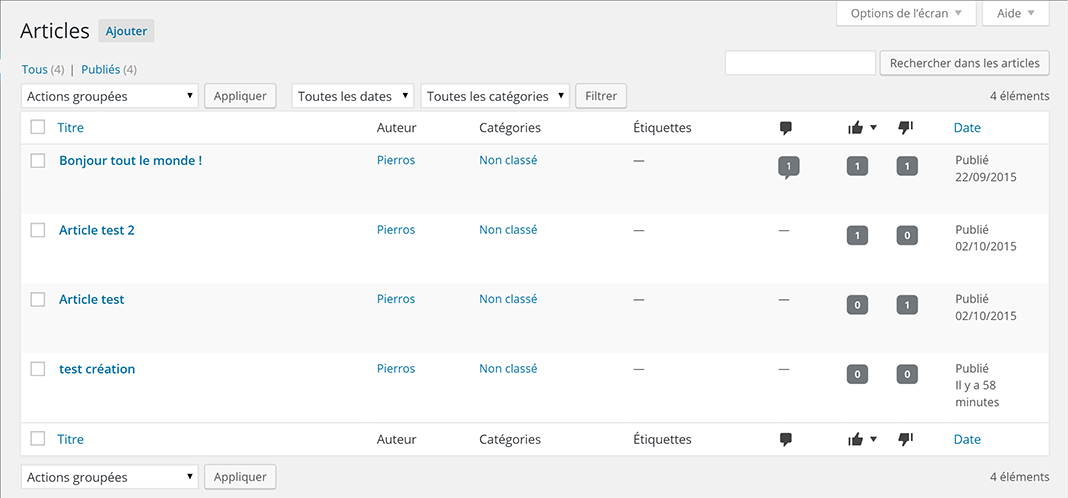 Options de l'écran Aide
Articles Ajouter
Tous (4) | Publiés (4)
Rechercher dans les articles
Actions groupées Appliquer Toutes les dates Toutes les catégories Filtrer 4 éléments
Titre Auteur Catégories Étiquettes Date
Bonjour tout le monde ! Pierros Non classé — 1 1 1 Publié
22/09/2015
Article test 2 Pierros Non classé — — 1 0 Publié
02/10/2015
Article test Pierros Non classé — — 0 1 Publié
02/10/2015
test création Pierros Non classé — — 0 0 Publié
Il y a 58
minutes
Titre Auteur Catégories Étiquettes Date
Actions groupées Appliquer 4 éléments